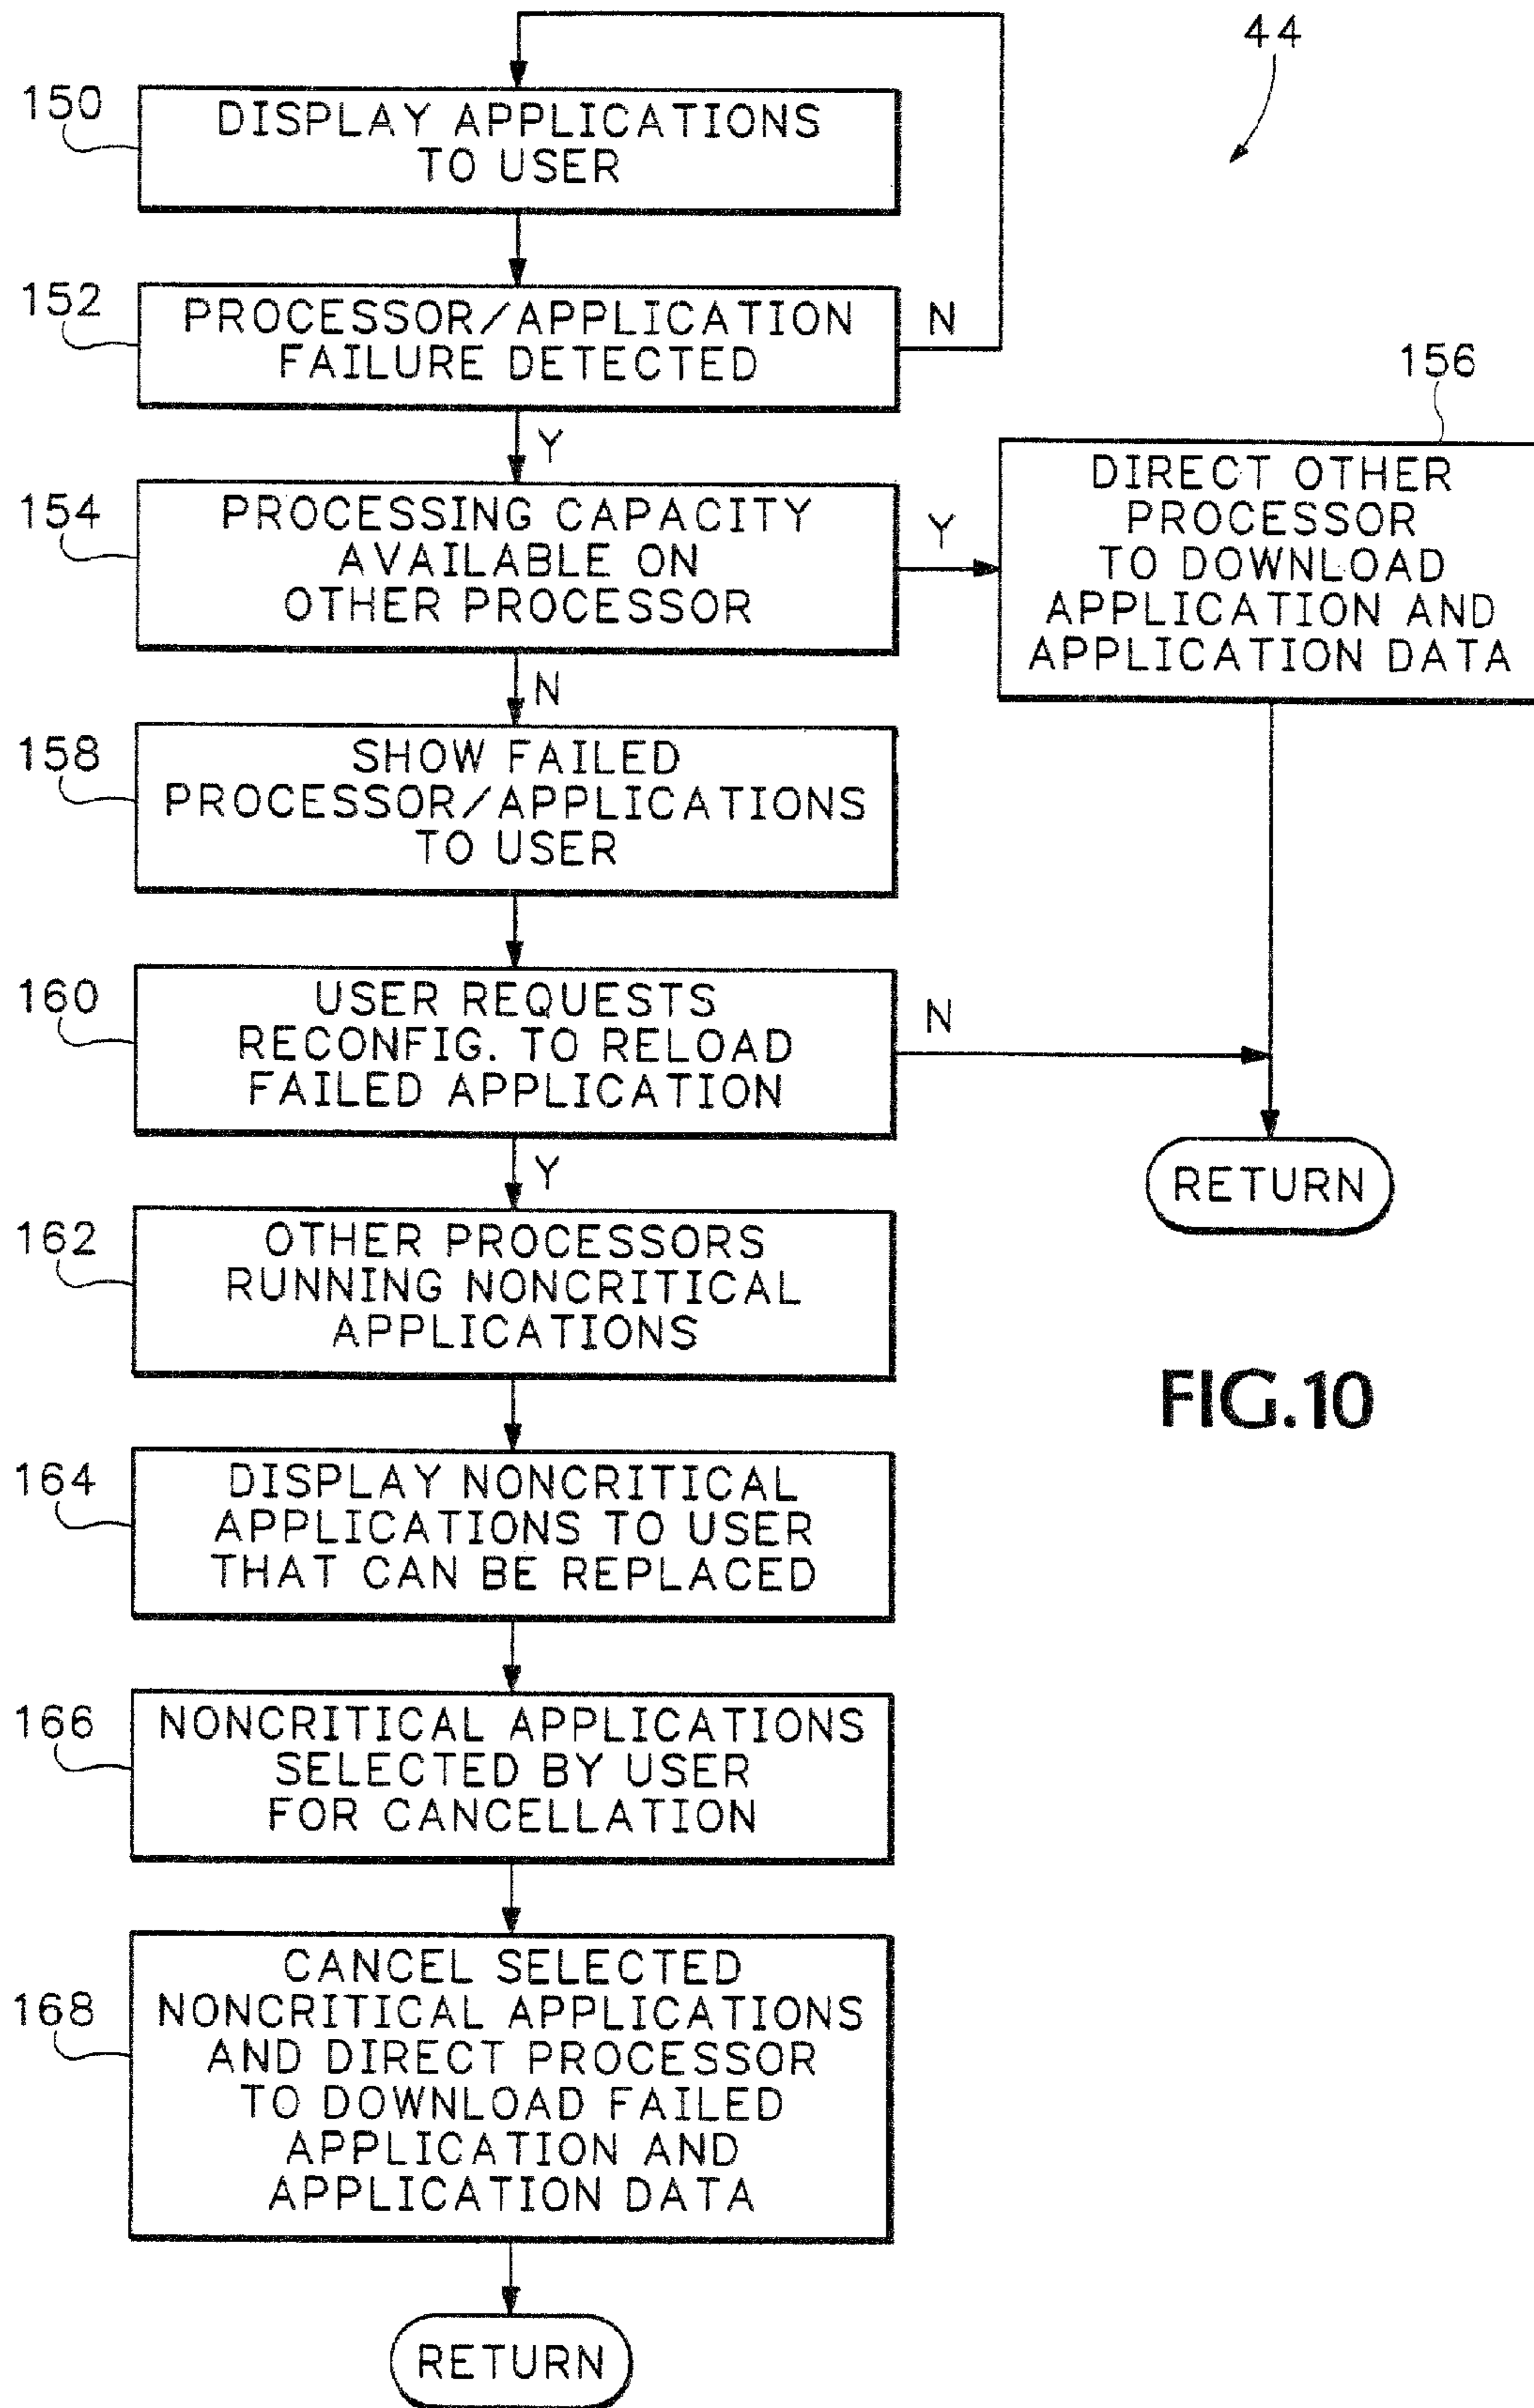 44
150
DISPLAY APPLICATIONS
TO USER
152
PROCESSOR/APPLICATION
FAILURE DETECTED
N
Y
154
PROCESSING CAPACITY
AVAILABLE ON
OTHER PROCESSOR
Y
156
DIRECT OTHER
PROCESSOR
TO DOWNLOAD
APPLICATION AND
APPLICATION DATA
N
158
SHOW FAILED
PROCESSOR/APPLICATIONS
TO USER
160
USER REQUESTS
RECONFIG. TO RELOAD
FAILED APPLICATION
N
RETURN
Y
162
OTHER PROCESSORS
RUNNING NONCRITICAL
APPLICATIONS
FIG.10
164
DISPLAY NONCRITICAL
APPLICATIONS TO USER
THAT CAN BE REPLACED
166
NONCRITICAL APPLICATIONS
SELECTED BY USER
FOR CANCELLATION
168
CANCEL SELECTED
NONCRITICAL APPLICATIONS
AND DIRECT PROCESSOR
TO DOWNLOAD FAILED
APPLICATION AND
APPLICATION DATA
RETURN